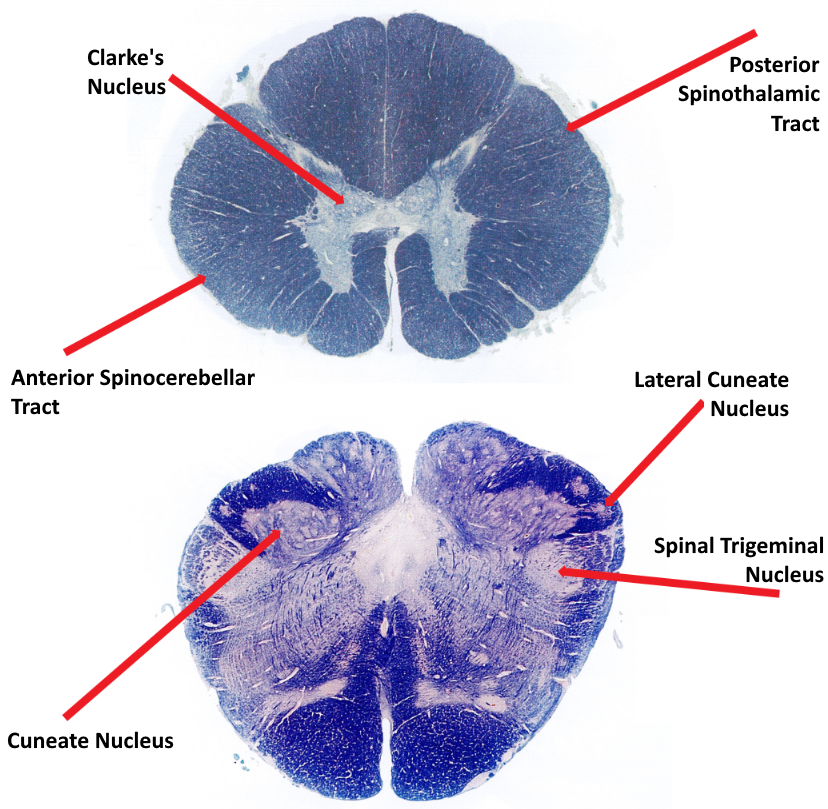 Clarke's
Nucleus
Posterior
Spinothalamic
Tract
Anterior Spinocerebellar
Tract
Lateral Cuneate
Nucleus
Spinal Trigeminal
Nucleus
Cuneate Nucleus